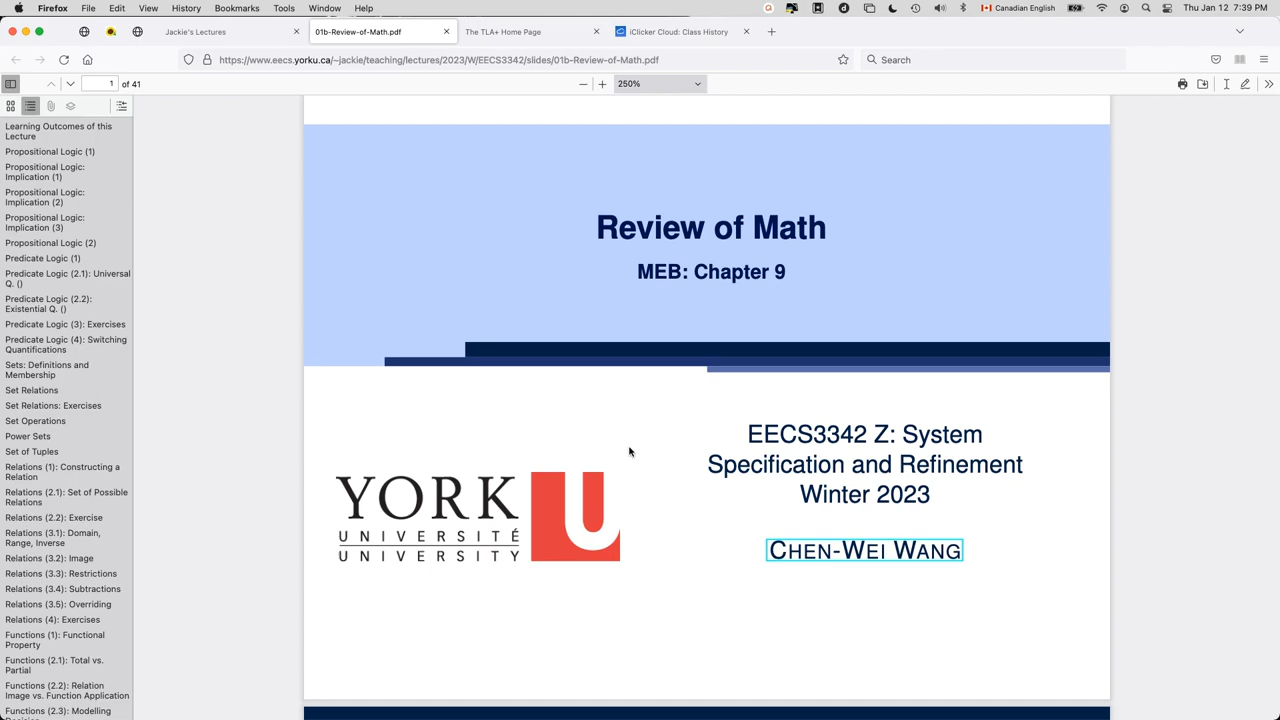 Firefox File Edit View History Bookmarks Tools Window Help Canadian English Thu Jan 12 7:39 PM
Jackie's Lectures 01b-Review-of-Math.pdf The TLA+ Home Page iClicker Cloud: Class History
https://www.eecs.yorku.ca/~jackie/teaching/lectures/2023/W/EECS3342/slides/01b-Review-of-Math.pdf Search
1 of 41 250%
Learning Outcomes of this
Lecture
Propositional Logic (1)
Propositional Logic:
Implication (1)
Propositional Logic:
Implication (2)
Propositional Logic:
Implication (3)
Propositional Logic (2)
Predicate Logic (1)
Predicate Logic (2.1): Universal
Q. ()
Predicate Logic (2.2):
Existential Q. ()
Predicate Logic (3): Exercises
Predicate Logic (4): Switching
Quantifications
Sets: Definitions and
Membership
Set Relations
Set Relations: Exercises
Set Operations
Power Sets
Set of Tuples
Relations (1): Constructing a
Relation
Relations (2.1): Set of Possible
Relations
Relations (2.2): Exercise
Relations (3.1): Domain,
Range, Inverse
Relations (3.2): Image
Relations (3.3): Restrictions
Relations (3.4): Subtractions
Relations (3.5): Overriding
Relations (4): Exercises
Functions (1): Functional
Property
Functions (2.1): Total vs.
Partial
Functions (2.2): Relation
Image vs. Function Application
Functions (2.3): Modelling
Review of Math
MEB: Chapter 9
YORK U
UNIVERSITÉ
UNIVERSITY
EECS3342 Z: System
Specification and Refinement
Winter 2023
CHEN-WEI WANG